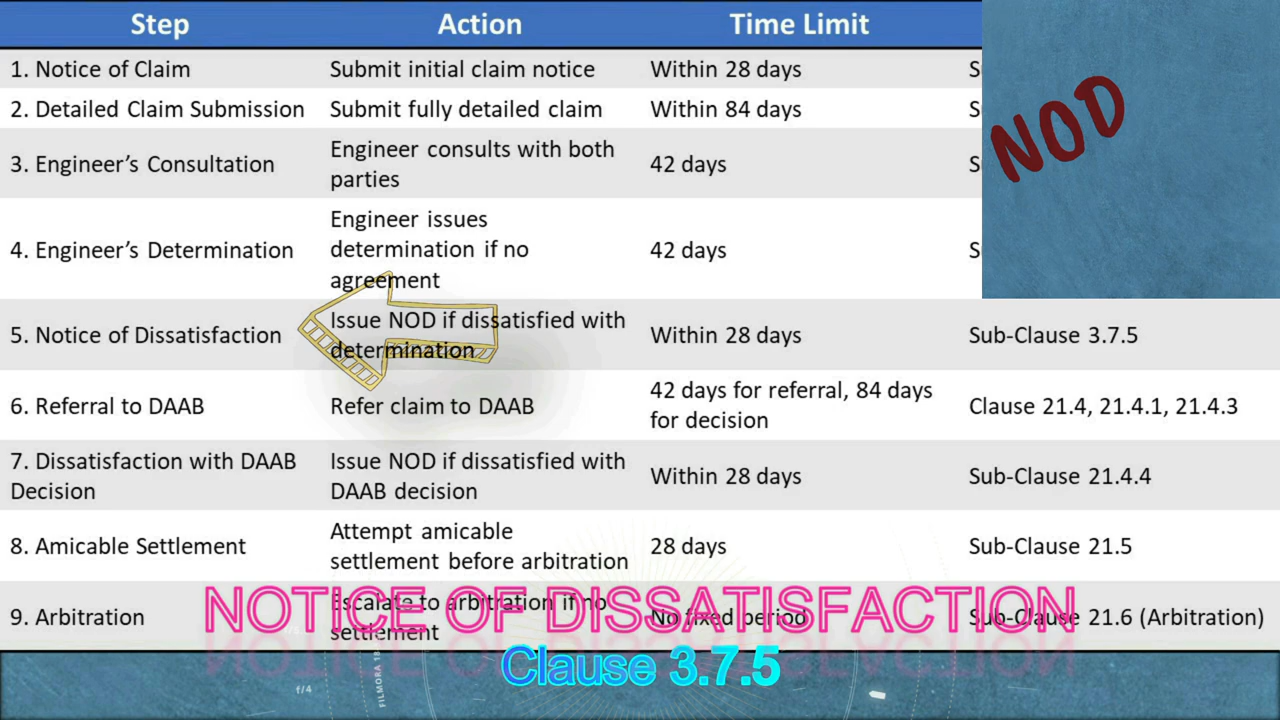 Step Action Time Limit
1. Notice of Claim Submit initial claim notice Within 28 days
2. Detailed Claim Submission Submit fully detailed claim Within 84 days
3. Engineer’s Consultation Engineer consults with both
parties 42 days
4. Engineer’s Determination Engineer issues
determination if no
agreement 42 days
NOD
5. Notice of Dissatisfaction Issue NOD if dissatisfied with
determination Within 28 days Sub-Clause 3.7.5
6. Referral to DAAB Refer claim to DAAB 42 days for referral, 84 days
for decision Clause 21.4, 21.4.1, 21.4.3
7. Dissatisfaction with DAAB
Decision Issue NOD if dissatisfied with
DAAB decision Within 28 days Sub-Clause 21.4.4
8. Amicable Settlement Attempt amicable
settlement before arbitration 28 days Sub-Clause 21.5
9. Arbitration Escalate to arbitration if no
settlement No fixed period Sub-Clause 21.6 (Arbitration)
NOTICE OF DISSATISFACTION
Clause 3.7.5
f/4